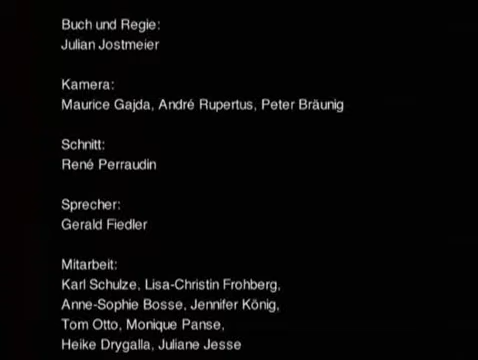 Buch und Regie:
Julian Jostmeier
Kamera:
Maurice Gajda, André Rupertus, Peter Bräunig
Schnitt:
René Perraudin
Sprecher:
Gerald Fiedler
Mitarbeit:
Karl Schulze, Lisa-Christin Frohberg,
Anne-Sophie Bosse, Jennifer König,
Tom Otto, Monique Panse,
Heike Drygalla, Juliane Jesse